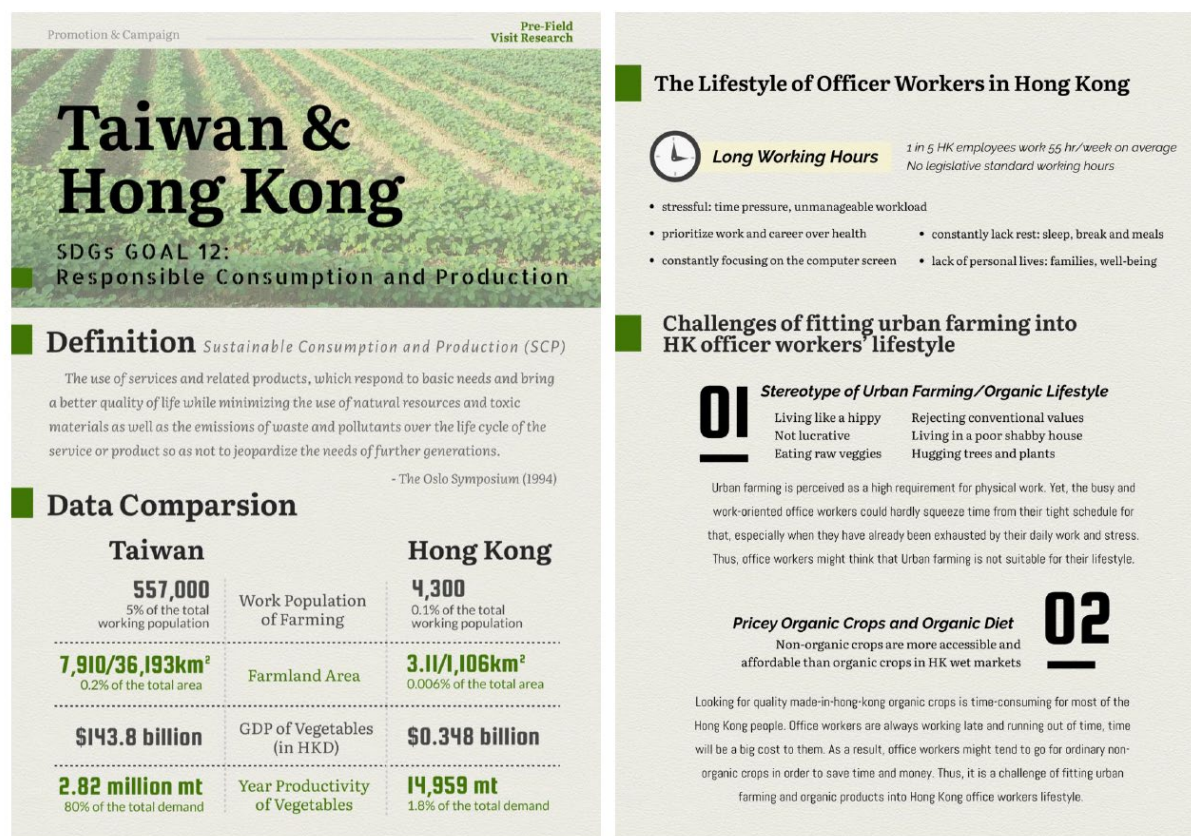 Promotion & Campaign
Pre-Field
Visit Research
Taiwan &
Hong Kong
SDGs GOAL 12:
Responsible Consumption and Production
Definition Sustainable Consumption and Production (SCP)
The use of services and related products, which respond to basic needs and bring
a better quality of life while minimizing the use of natural resources and toxic
materials as well as the emissions of waste and pollutants over the life cycle of the
service or product so as not to jeopardize the needs of further generations.
- The Oslo Symposium (1994)
Data Comparsion
Taiwan
Hong Kong
557,000
5% of the total
working population
Work Population
of Farming
4,300
0.1% of the total
working population
7,910/36,193km²
0.2% of the total area
Farmland Area
3.11/1,106km²
0.006% of the total area
$143.8 billion
GDP of Vegetables
(in HKD)
$0.348 billion
2.82 million mt
80% of the total demand
Year Productivity
of Vegetables
14,959 mt
1.8% of the total demand
The Lifestyle of Officer Workers in Hong Kong
Long Working Hours
1 in 5 HK employees work 55 hr/week on average
No legislative standard working hours
• stressful: time pressure, unmanageable workload
• prioritize work and career over health
• constantly lack rest: sleep, break and meals
• constantly focusing on the computer screen
• lack of personal lives: families, well-being
Challenges of fitting urban farming into
HK officer workers' lifestyle
01
Stereotype of Urban Farming/Organic Lifestyle
Living like a hippy
Rejecting conventional values
Not lucrative
Living in a poor shabby house
Eating raw veggies
Hugging trees and plants
Urban farming is perceived as a high requirement for physical work. Yet, the busy and
work-oriented office workers could hardly squeeze time from their tight schedule for
that, especially when they have already been exhausted by their daily work and stress.
Thus, office workers might think that Urban farming is not suitable for their lifestyle.
02
Pricey Organic Crops and Organic Diet
Non-organic crops are more accessible and
affordable than organic crops in HK wet markets
Looking for quality made-in-hong-kong organic crops is time-consuming for most of the
Hong Kong people. Office workers are always working late and running out of time, time
will be a big cost to them. As a result, office workers might tend to go for ordinary non-
organic crops in order to save time and money. Thus, it is a challenge of fitting urban
farming and organic products into Hong Kong office workers lifestyle.